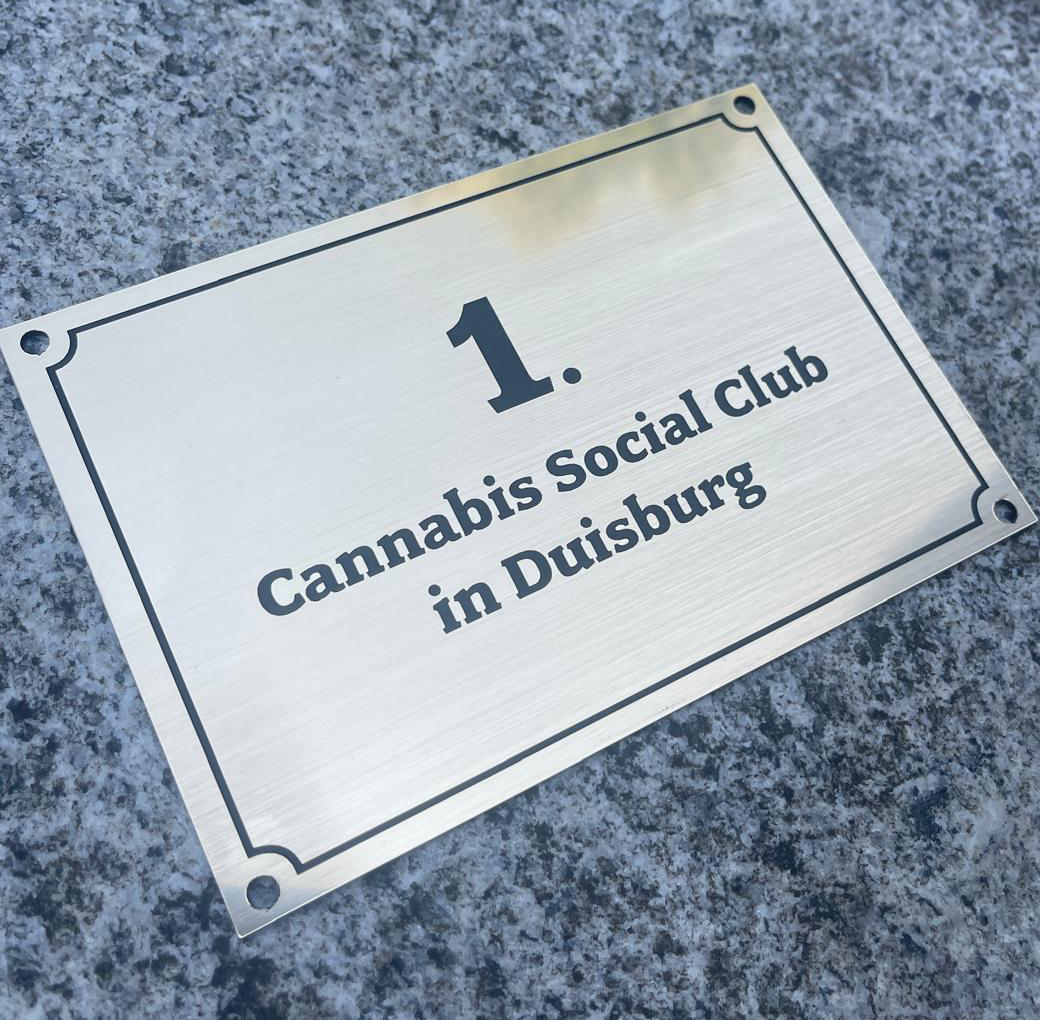 1.
Cannabis Social Club
in Duisburg